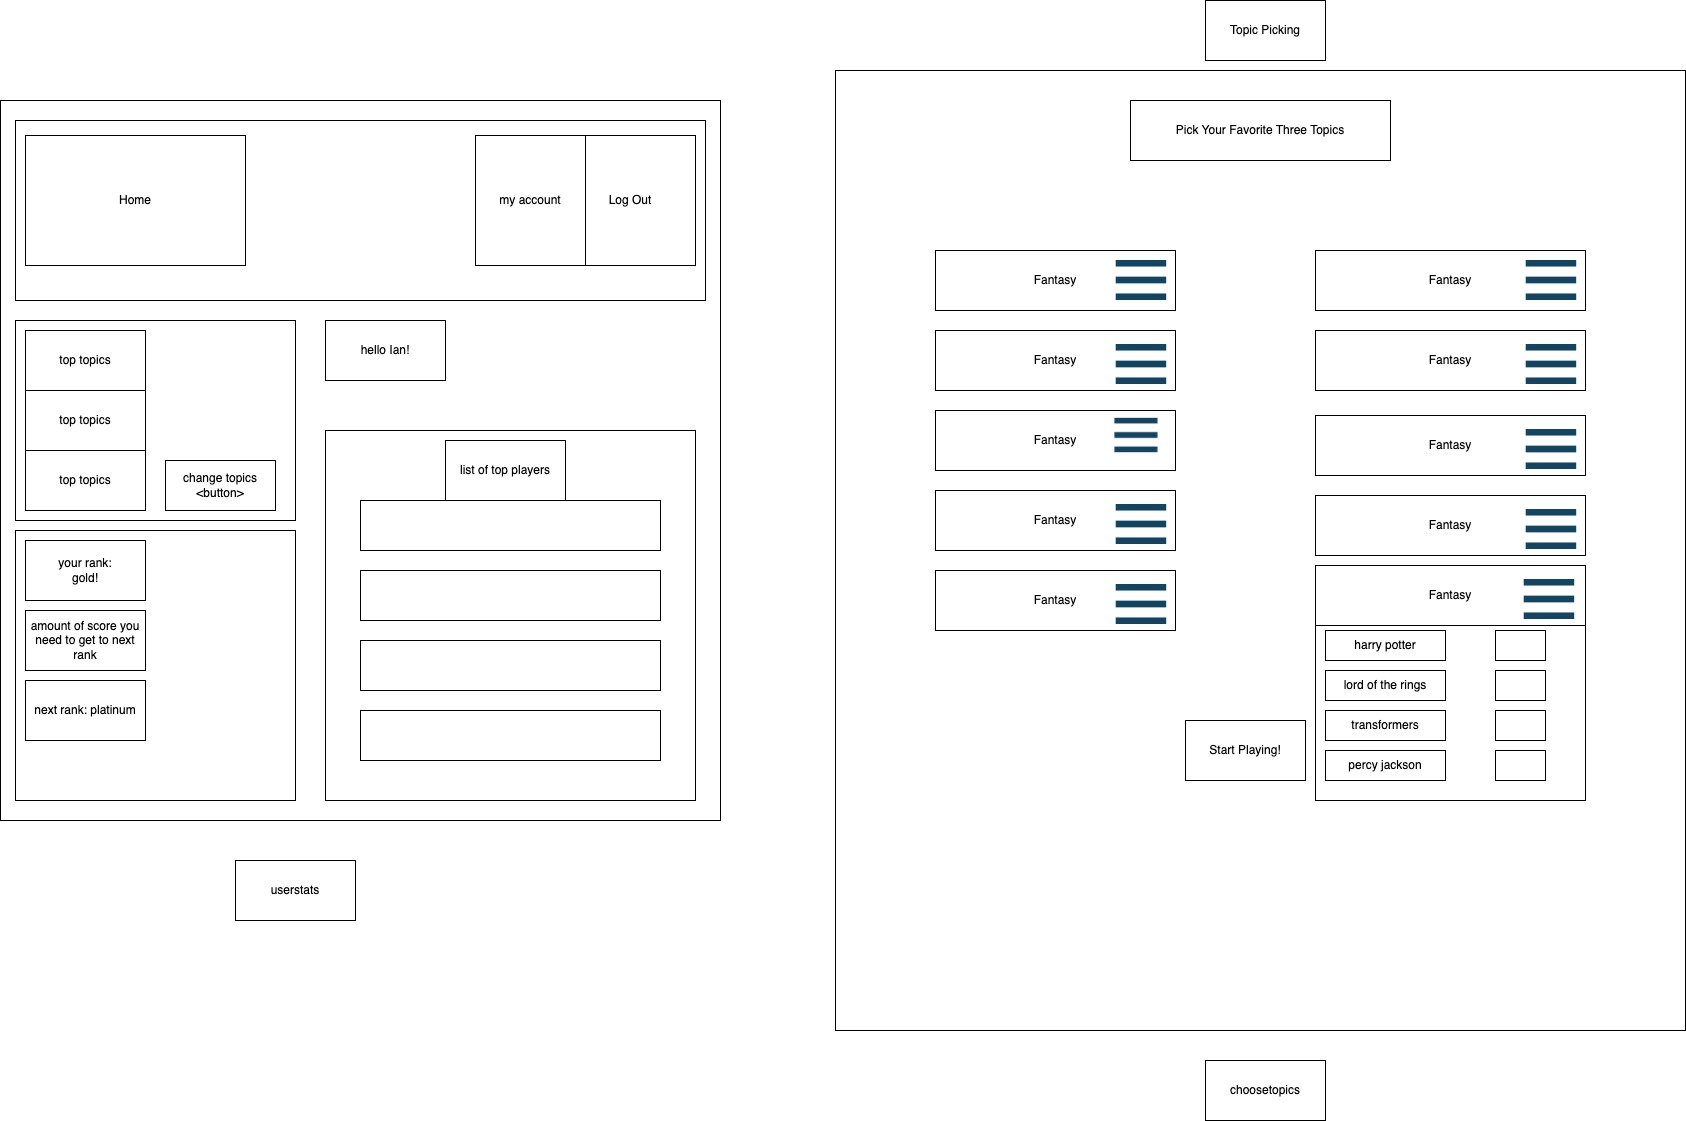 Topic Picking
Home
my account
Log Out
top topics
top topics
top topics
change topics
<button>
hello Ian!
list of top players
your rank:
gold!
amount of score you
need to get to next
rank
next rank: platinum
userstats
Pick Your Favorite Three Topics
Fantasy
Fantasy
Fantasy
Fantasy
Fantasy
Fantasy
Fantasy
Fantasy
Fantasy
Fantasy
harry potter
lord of the rings
transformers
percy jackson
Start Playing!
choosetopics